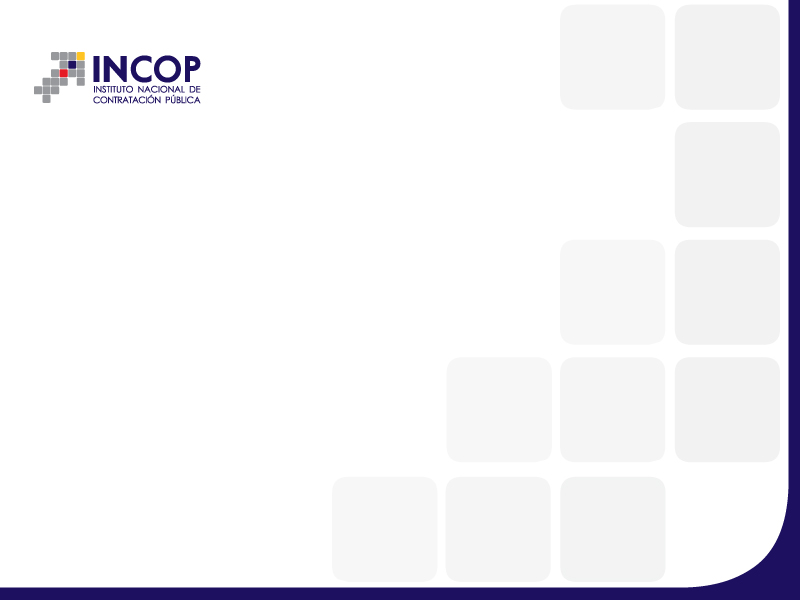 INCOP
INSTITUTO NACIONAL DE
CONTRATACIÓN PÚBLICA